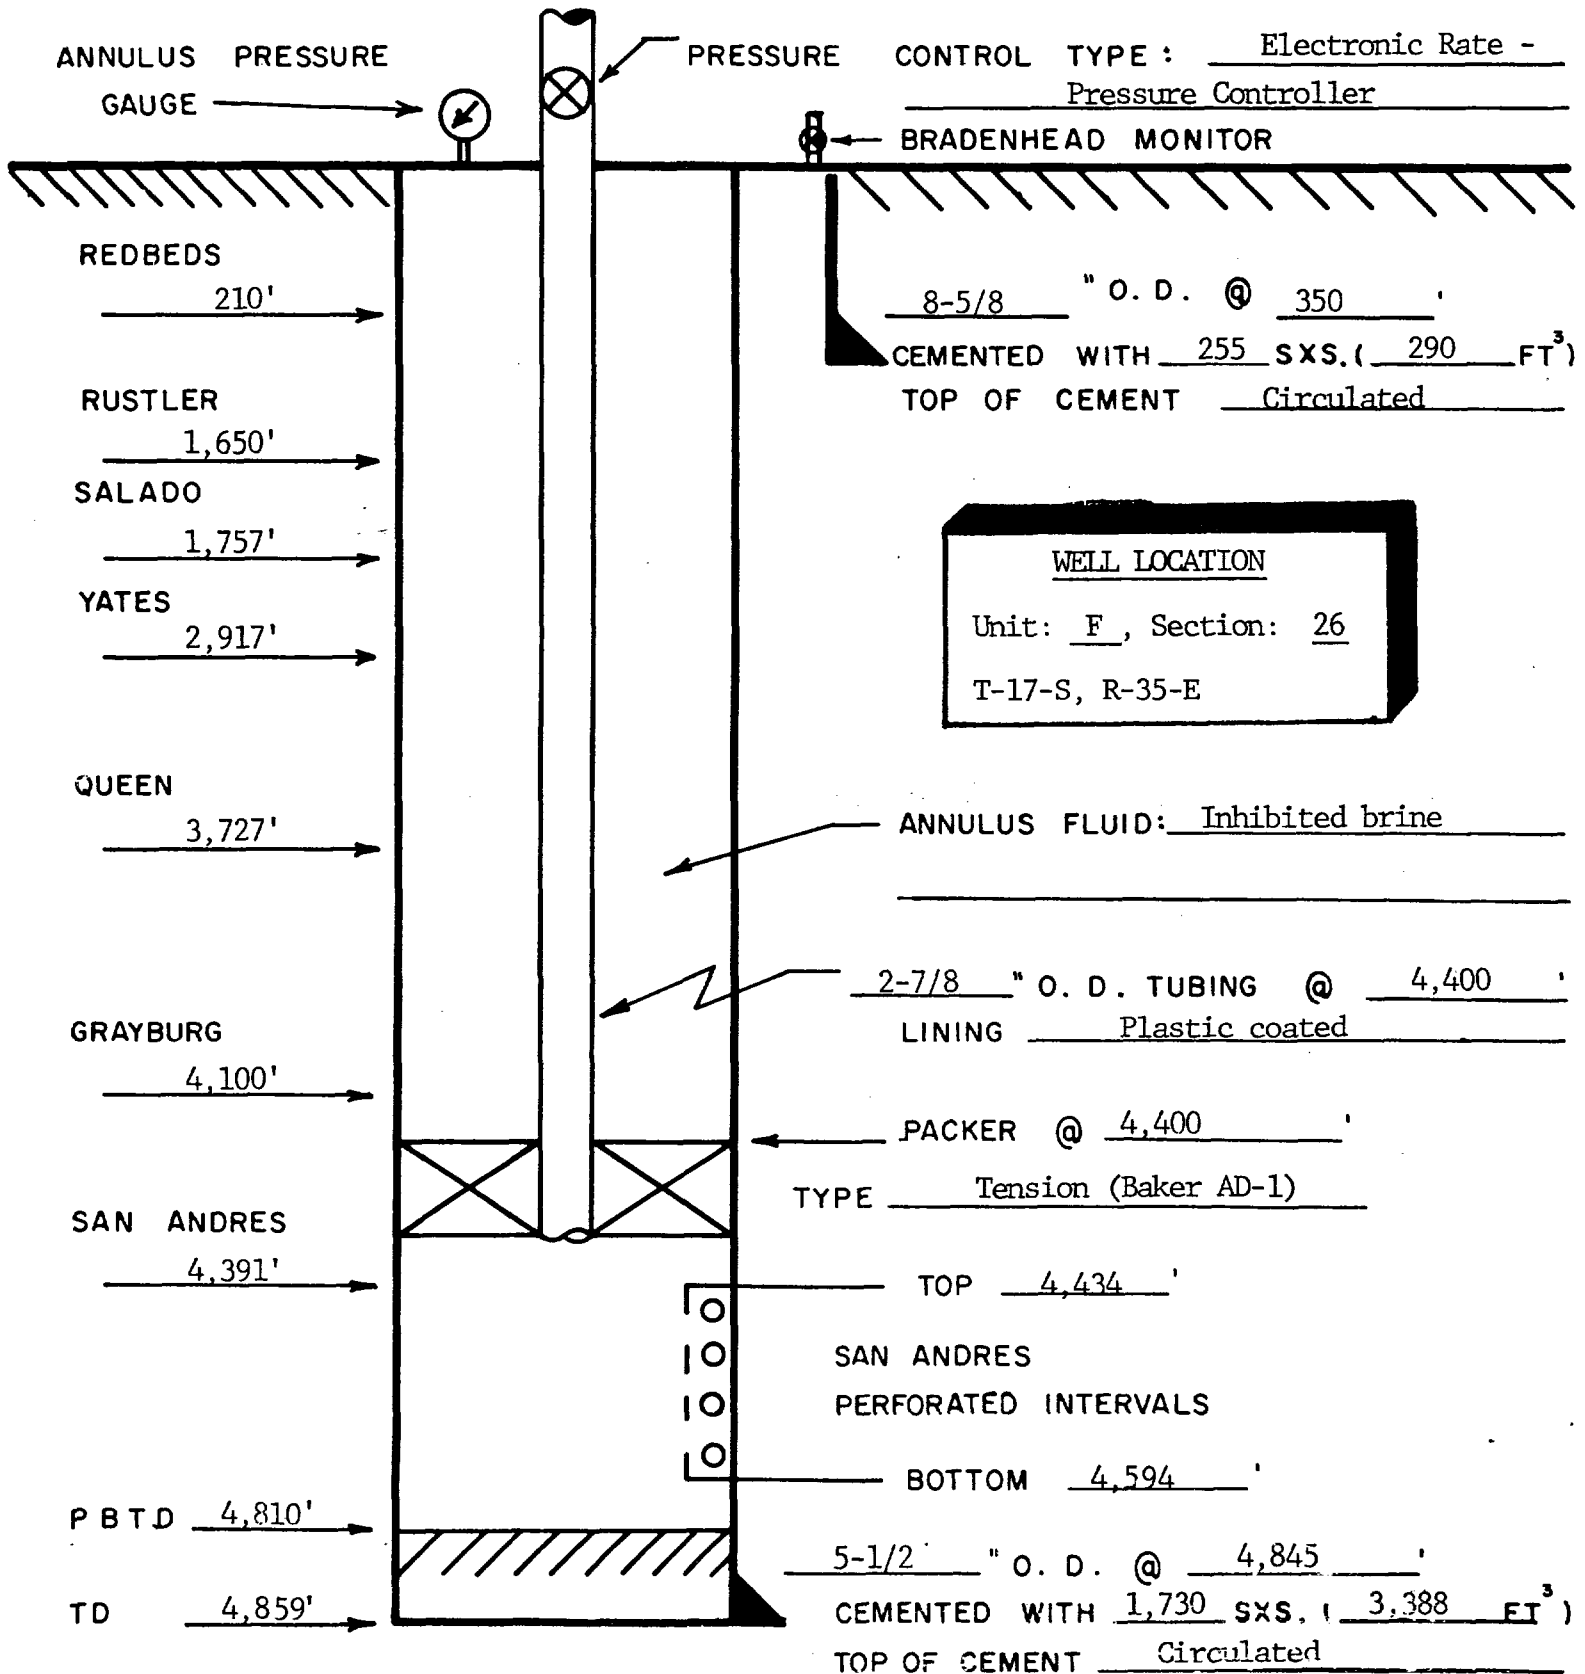 ANNULUS PRESSURE
GAUGE
PRESSURE CONTROL TYPE: Electronic Rate -
Pressure Controller
BRADENHEAD MONITOR
REDBEDS
210'
8-5/8 " O.D. @ 350 '
CEMENTED WITH 255 SXS. ( 290 FT³)
TOP OF CEMENT Circulated
RUSTLER
1,650'
SALADO
1,757'
YATES
2,917'
WELL LOCATION
Unit: F, Section: 26
T-17-S, R-35-E
QUEEN
3,727'
ANNULUS FLUID: Inhibited brine
2-7/8 " O.D. TUBING @ 4,400 '
LINING Plastic coated
GRAYBURG
4,100'
PACKER @ 4,400 '
TYPE Tension (Baker AD-1)
SAN ANDRES
4,391'
TOP 4,434 '
SAN ANDRES
PERFORATED INTERVALS
BOTTOM 4,594 '
PBTD 4,810'
5-1/2 " O.D. @ 4,845 '
TD 4,859'
CEMENTED WITH 1,730 SXS. ( 3,388 FT³)
TOP OF CEMENT Circulated